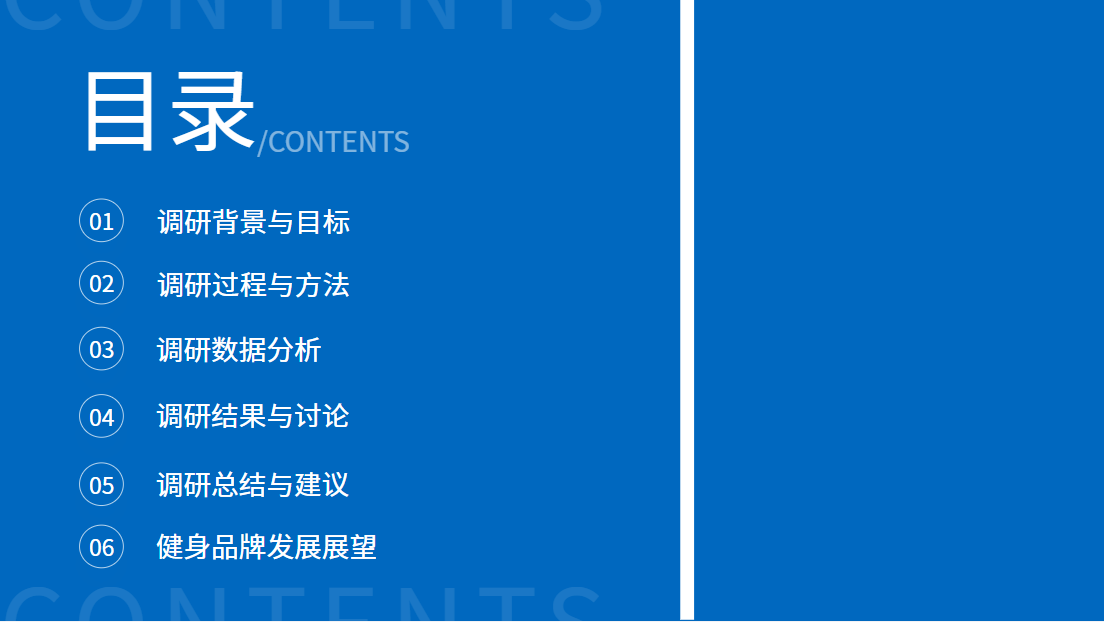 CONTENTS
目录/CONTENTS
01 调研背景与目标
02 调研过程与方法
03 调研数据分析
04 调研结果与讨论
05 调研总结与建议
06 健身品牌发展展望
CONTENTS